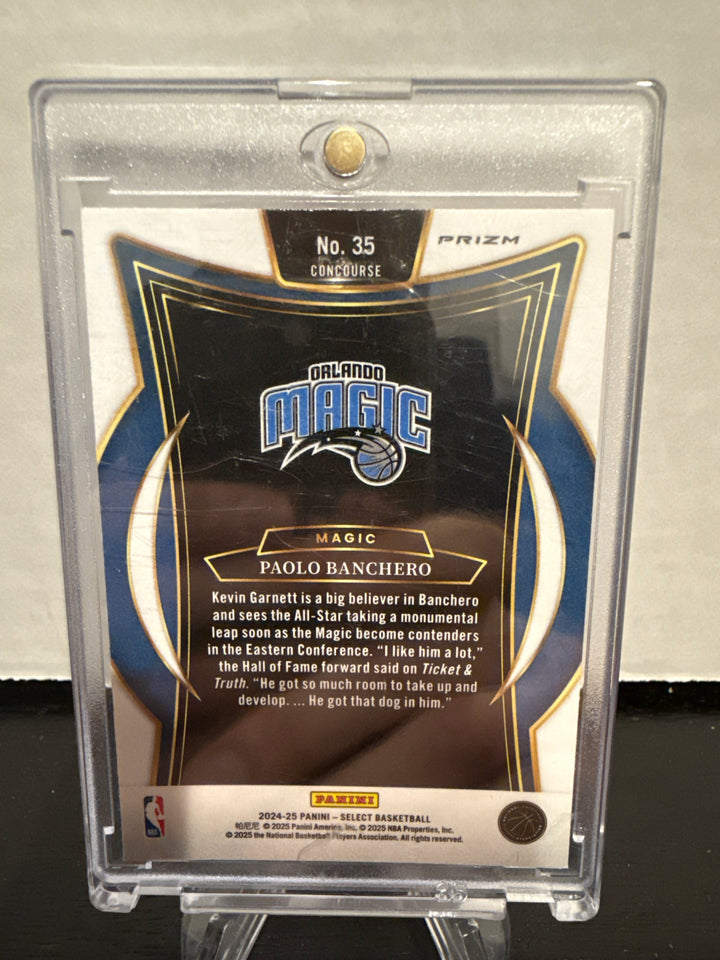 No. 35
CONCOURSE
PRIZM
ORLANDO
MAGIC
MAGIC
PAOLO BANCHERO
Kevin Garnett is a big believer in Banchero
and sees the All-Star taking a monumental
leap soon as the Magic become contenders
in the Eastern Conference. “I like him a lot,”
the Hall of Fame forward said on Ticket &
Truth. “He got so much room to take up and
develop. ... He got that dog in him.”
PANINI
2024-25 PANINI – SELECT BASKETBALL
帕尼尼 © 2025 Panini America, Inc. © 2025 NBA Properties, Inc.
© 2025 the National Basketball Players Association. All rights reserved.
NBA